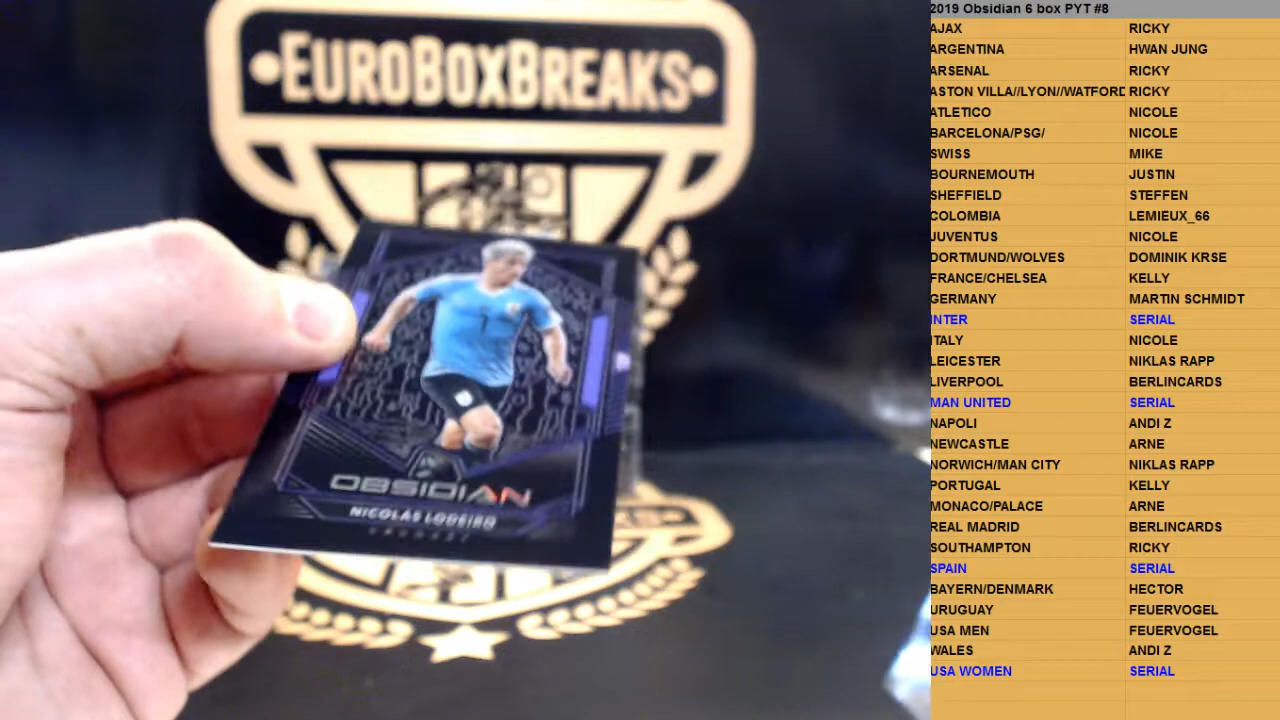 •EUROBOXBREAKS•
7
OBSIDIAN
NICOLÁS LODEIRO
URUGUAY
2019 Obsidian 6 box PYT #8
AJAX RICKY
ARGENTINA HWAN JUNG
ARSENAL RICKY
ASTON VILLA//LYON//WATFORD RICKY
ATLETICO NICOLE
BARCELONA/PSG/ NICOLE
SWISS MIKE
BOURNEMOUTH JUSTIN
SHEFFIELD STEFFEN
COLOMBIA LEMIEUX_66
JUVENTUS NICOLE
DORTMUND/WOLVES DOMINIK KRSE
FRANCE/CHELSEA KELLY
GERMANY MARTIN SCHMIDT
INTER SERIAL
ITALY NICOLE
LEICESTER NIKLAS RAPP
LIVERPOOL BERLINCARDS
MAN UNITED SERIAL
NAPOLI ANDI Z
NEWCASTLE ARNE
NORWICH/MAN CITY NIKLAS RAPP
PORTUGAL KELLY
MONACO/PALACE ARNE
REAL MADRID BERLINCARDS
SOUTHAMPTON RICKY
SPAIN SERIAL
BAYERN/DENMARK HECTOR
URUGUAY FEUERVOGEL
USA MEN FEUERVOGEL
WALES ANDI Z
USA WOMEN SERIAL